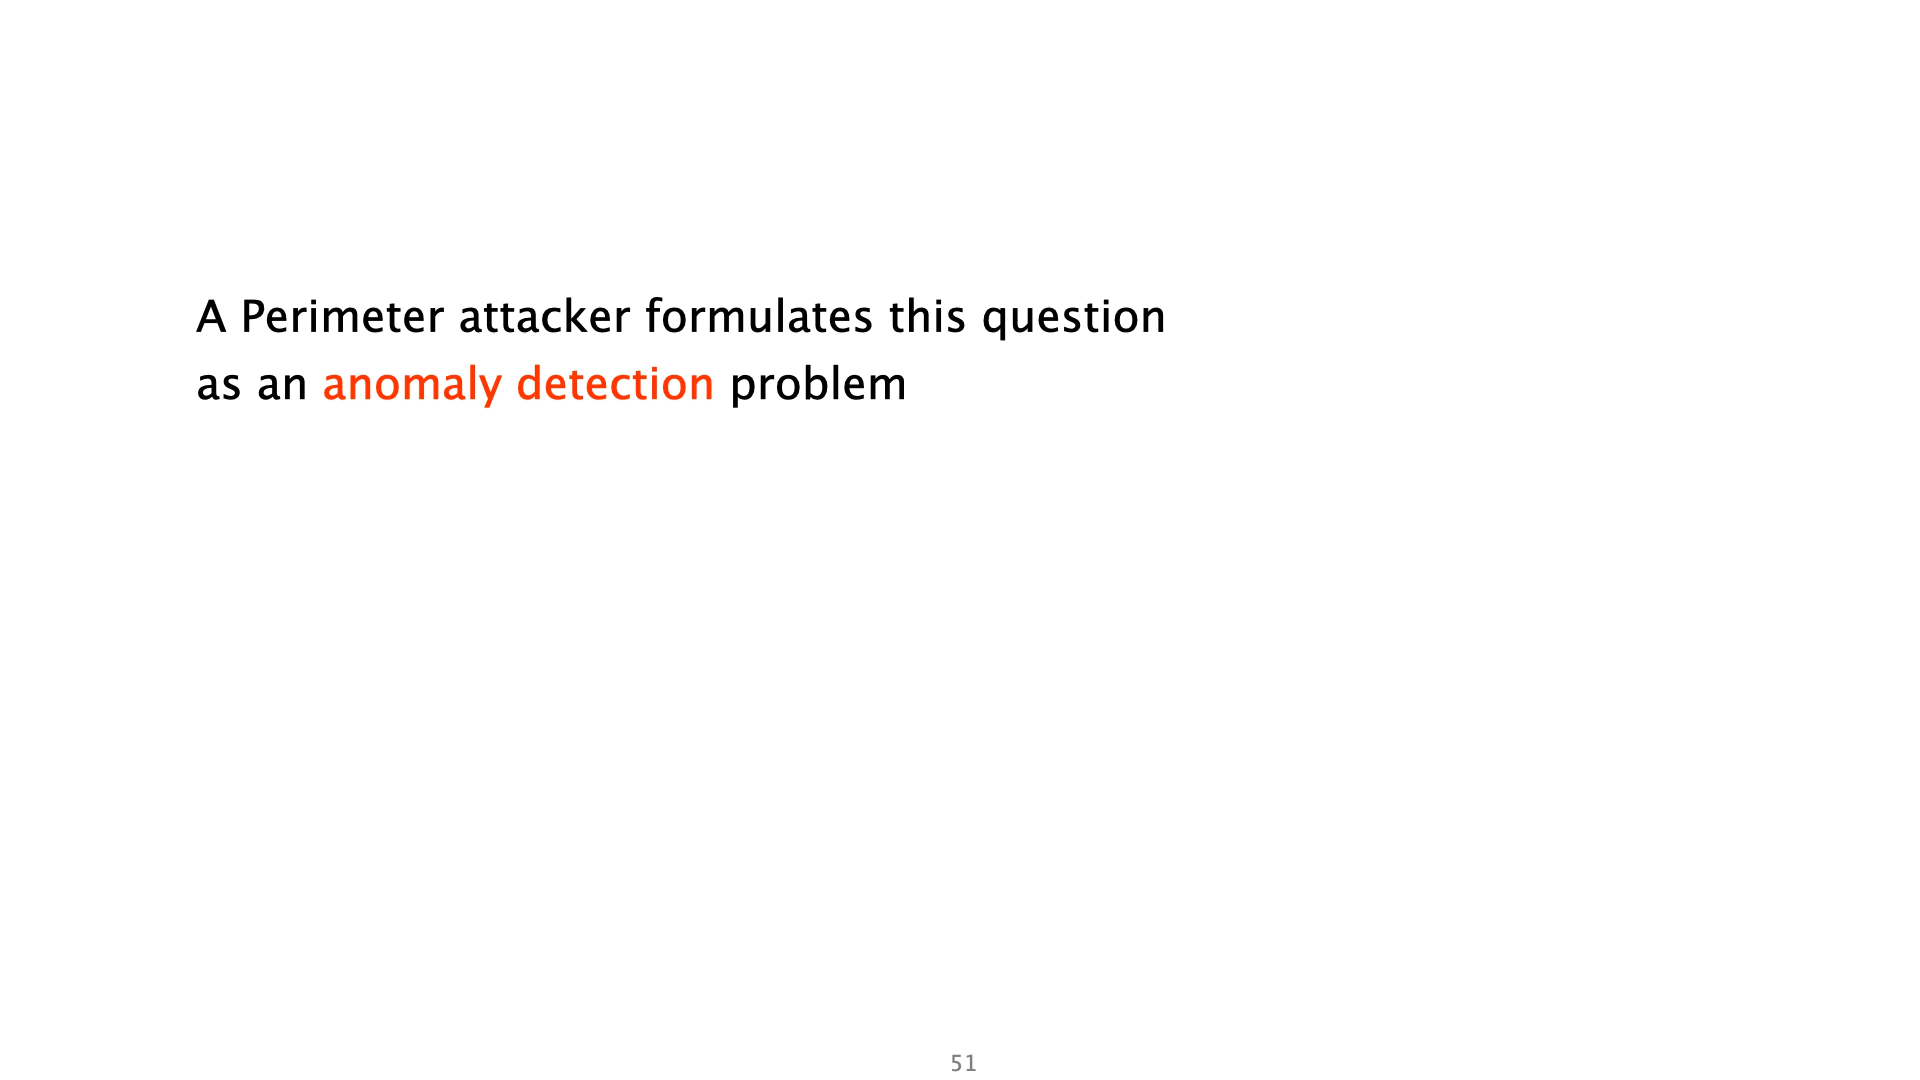 A Perimeter attacker formulates this question
as an anomaly detection problem
51